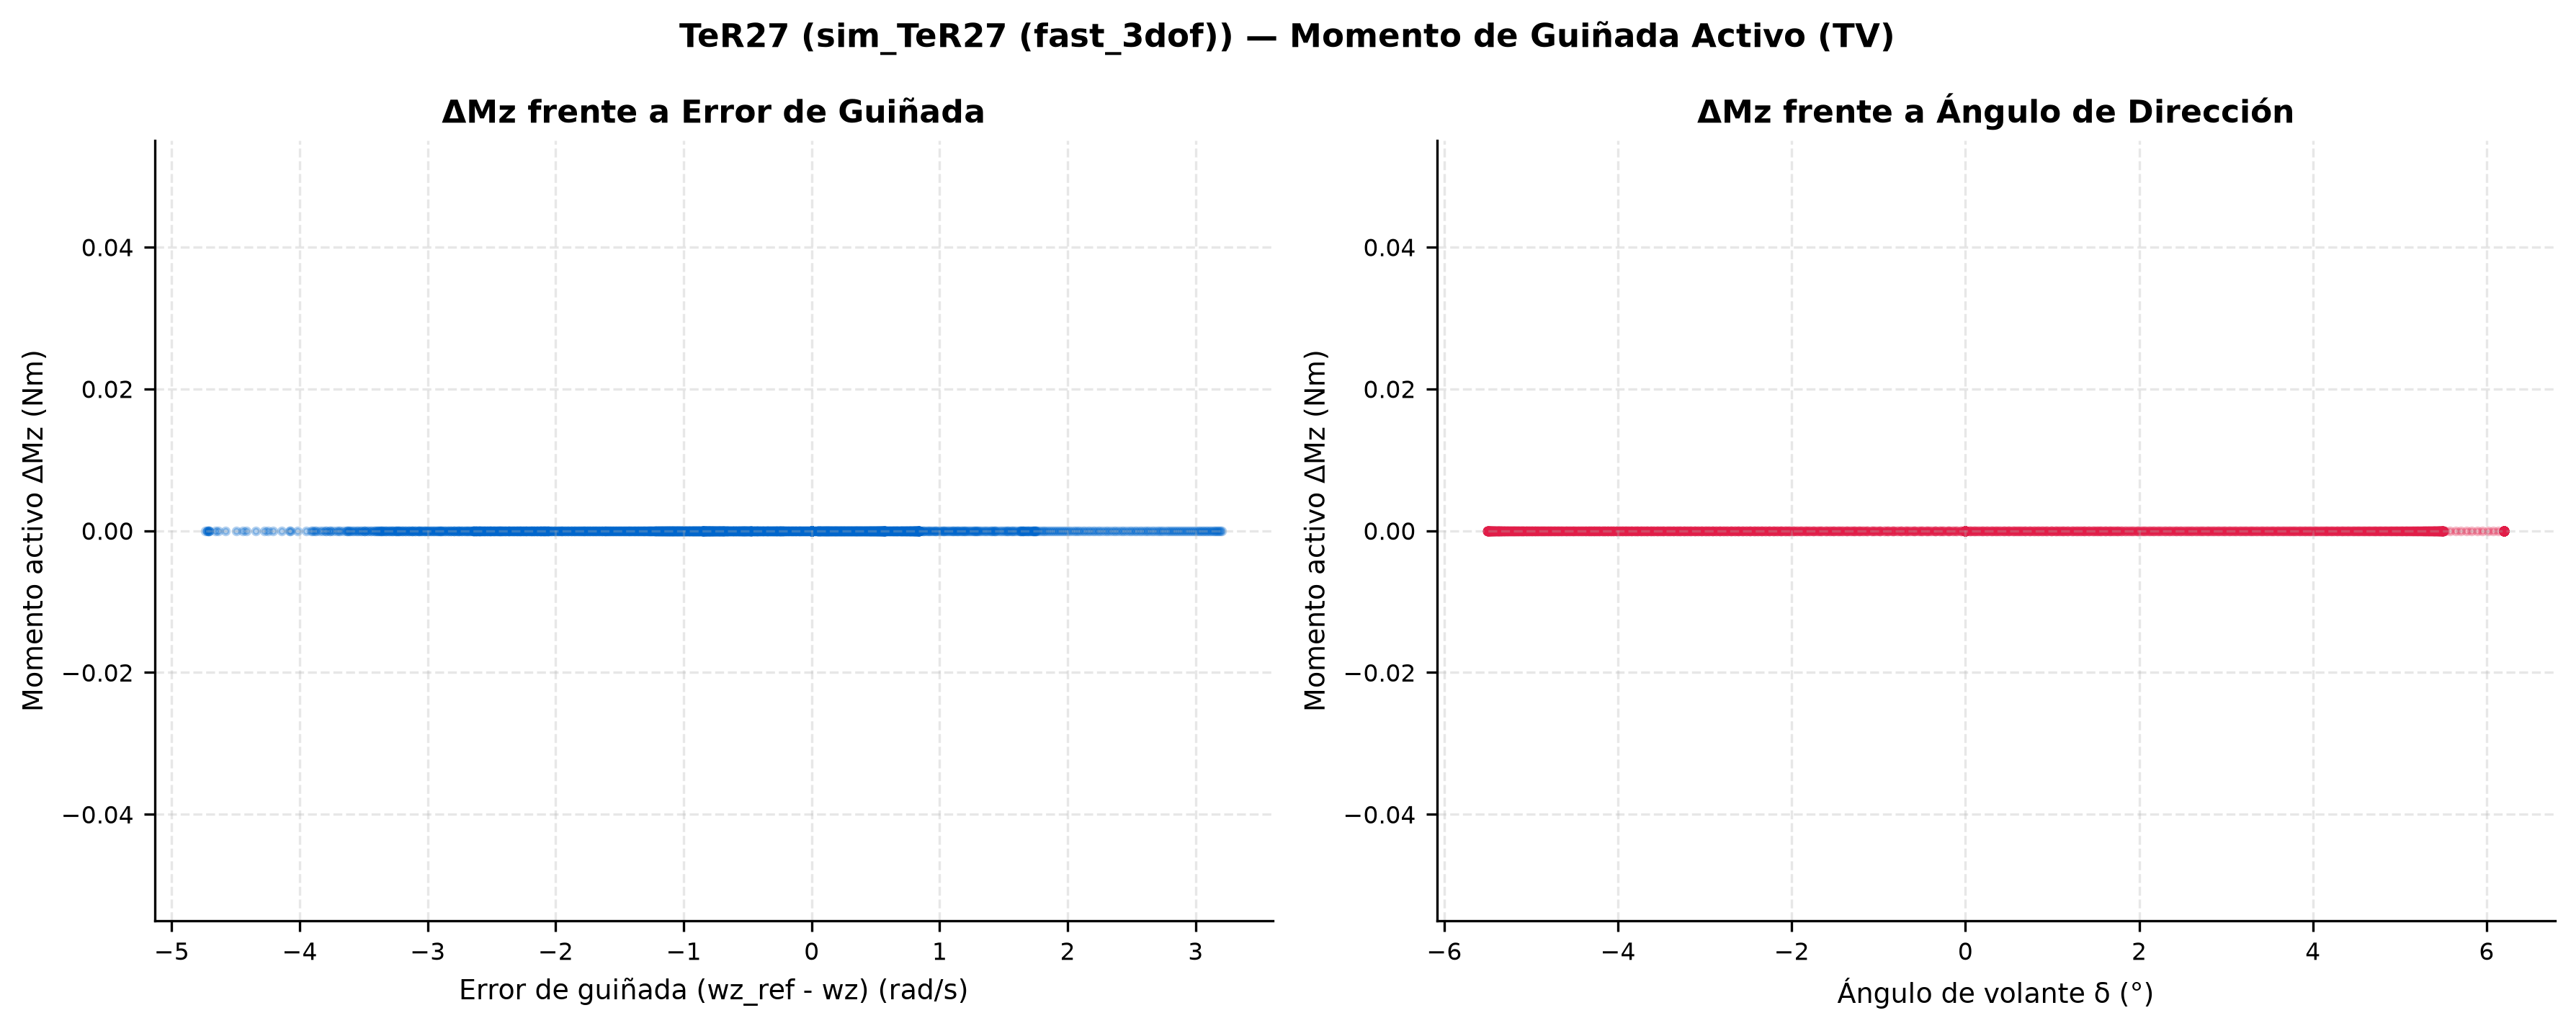 TeR27 (sim_TeR27 (fast_3dof)) — Momento de Guiñada Activo (TV)
ΔMz frente a Error de Guiñada
Momento activo ΔMz (Nm)
0.04
0.02
0.00
−0.02
−0.04
−5 −4 −3 −2 −1 0 1 2 3
Error de guiñada (wz_ref - wz) (rad/s)
ΔMz frente a Ángulo de Dirección
Momento activo ΔMz (Nm)
0.04
0.02
0.00
−0.02
−0.04
−6 −4 −2 0 2 4 6
Ángulo de volante δ (°)